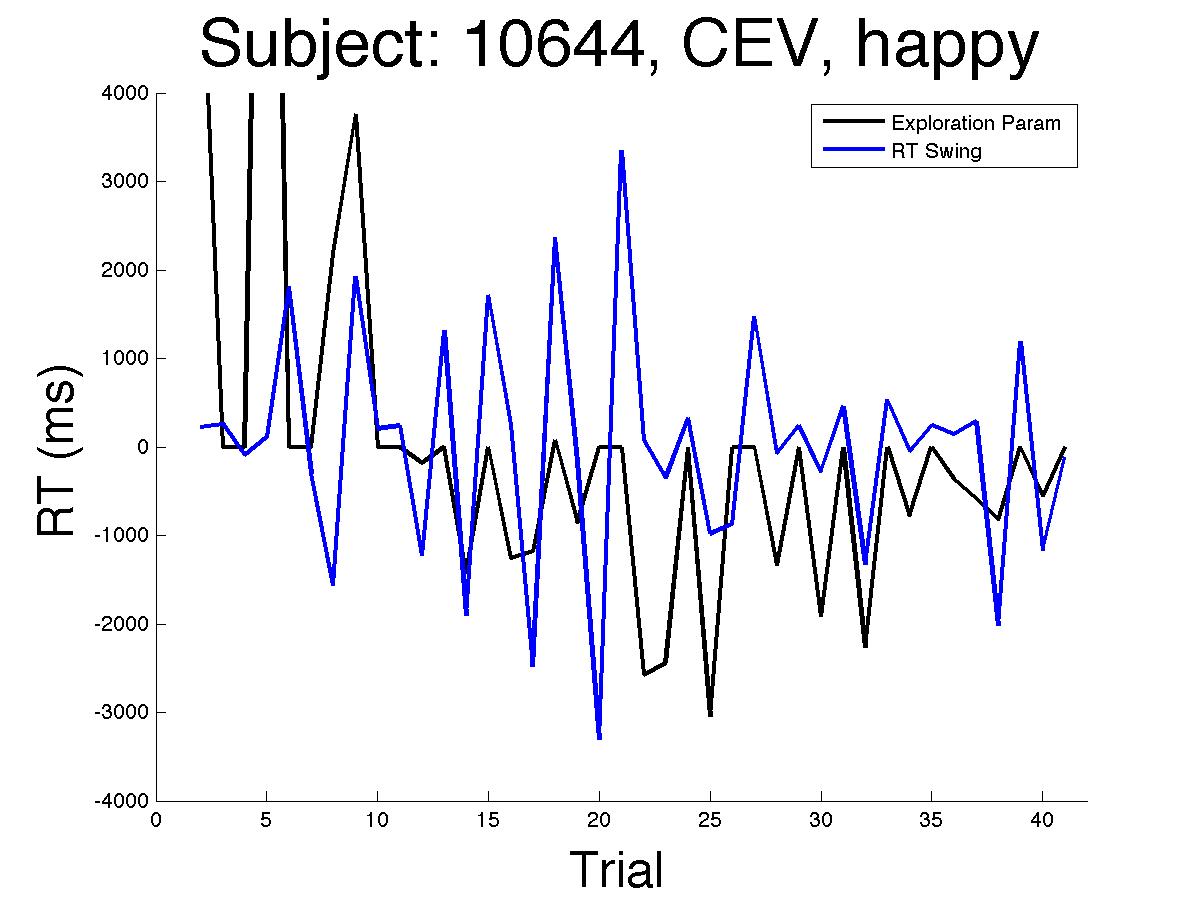 Subject: 10644, CEV, happy
Exploration Param
RT Swing
4000
3000
2000
1000
0
-1000
-2000
-3000
-4000
RT (ms)
0 5 10 15 20 25 30 35 40
Trial